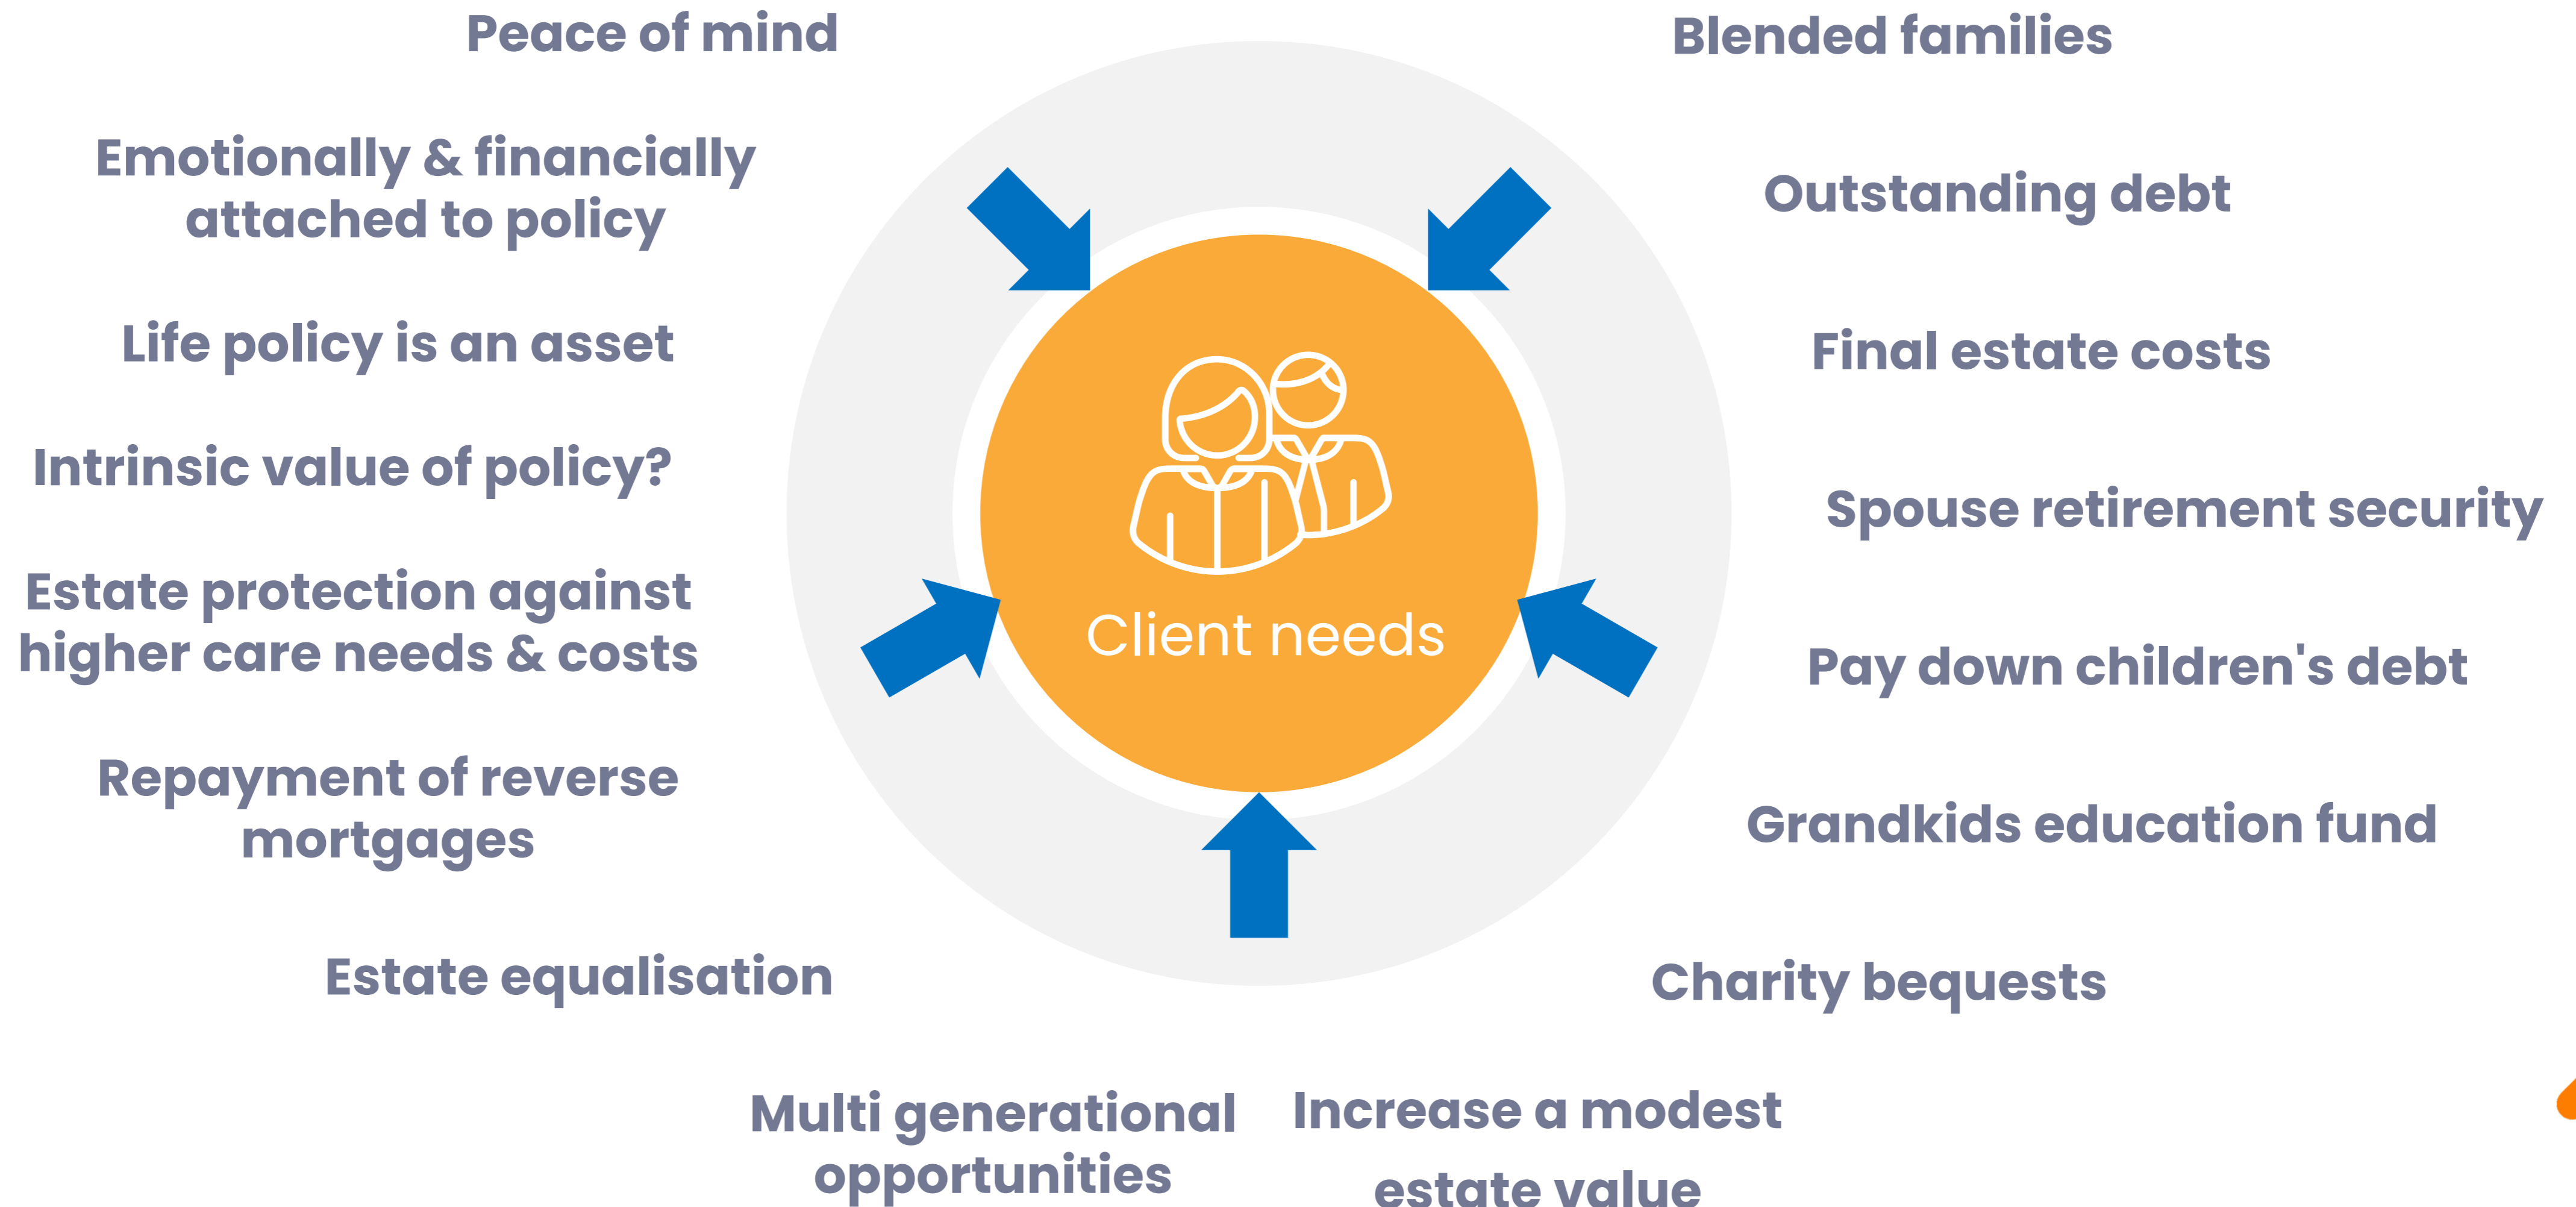 Peace of mind
Emotionally & financially
attached to policy
Life policy is an asset
Intrinsic value of policy?
Estate protection against
higher care needs & costs
Repayment of reverse
mortgages
Estate equalisation
Multi generational
opportunities
Client needs
Blended families
Outstanding debt
Final estate costs
Spouse retirement security
Pay down children's debt
Grandkids education fund
Charity bequests
Increase a modest
estate value